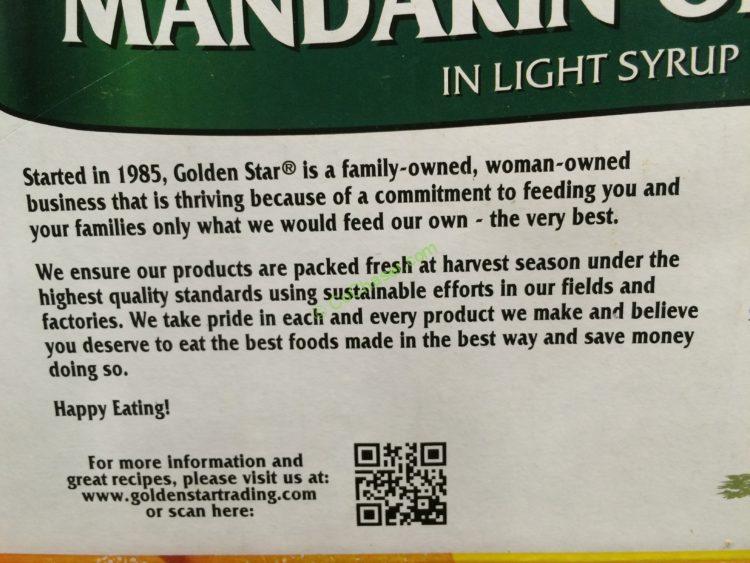 MANDARIN
IN LIGHT SYRUP
Started in 1985, Golden Star® is a family-owned, woman-owned
business that is thriving because of a commitment to feeding you and
your families only what we would feed our own - the very best.
We ensure our products are packed fresh at harvest season under the
highest quality standards using sustainable efforts in our fields and
factories. We take pride in each and every product we make and believe
you deserve to eat the best foods made in the best way and save money
doing so.
Happy Eating!
For more information and
great recipes, please visit us at:
www.goldenstartrading.com
or scan here: